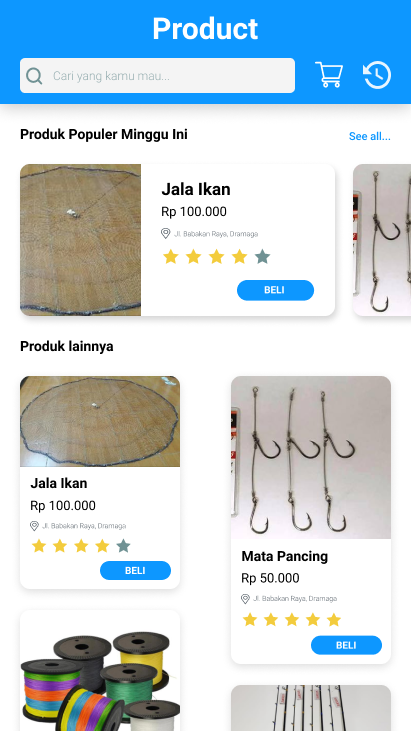 Product
Cari yang kamu mau...
Produk Populer Minggu Ini
See all...
Jala Ikan
Rp 100.000
Jl. Babakan Raya, Dramaga
BELI
Produk lainnya
Jala Ikan
Rp 100.000
Jl. Babakan Raya, Dramaga
BELI
Mata Pancing
Rp 50.000
Jl. Babakan Raya, Dramaga
BELI